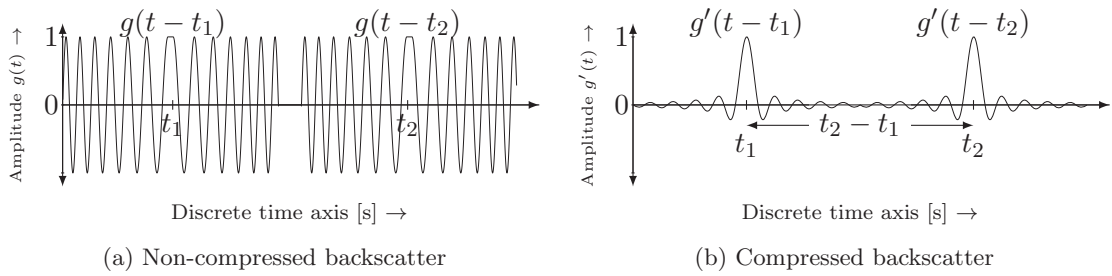 g(t − t₁) g(t − t₂)
1
Amplitude g(t) →
0
t₁ t₂
Discrete time axis [s] →
(a) Non-compressed backscatter
g′(t − t₁) g′(t − t₂)
1
Amplitude g′(t) →
0
t₂ − t₁
t₁ t₂
Discrete time axis [s] →
(b) Compressed backscatter